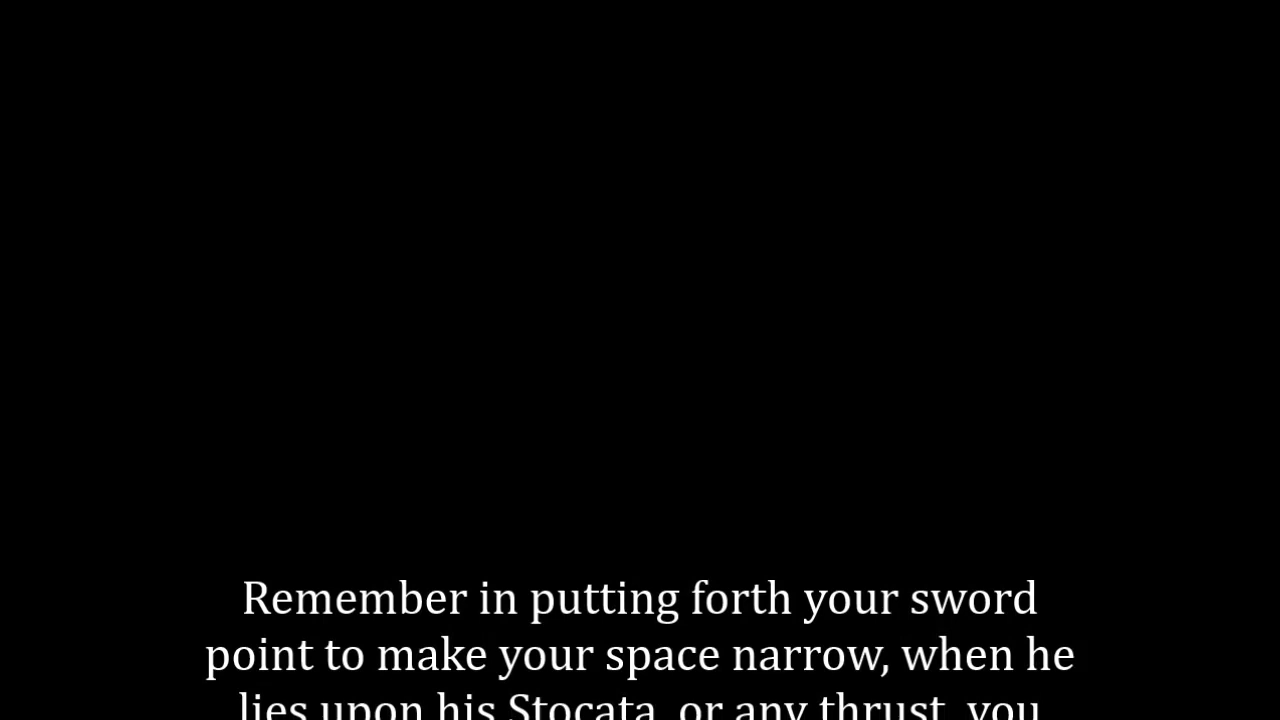 Remember in putting forth your sword
point to make your space narrow, when he
lies upon his Stocata, or any thrust, you